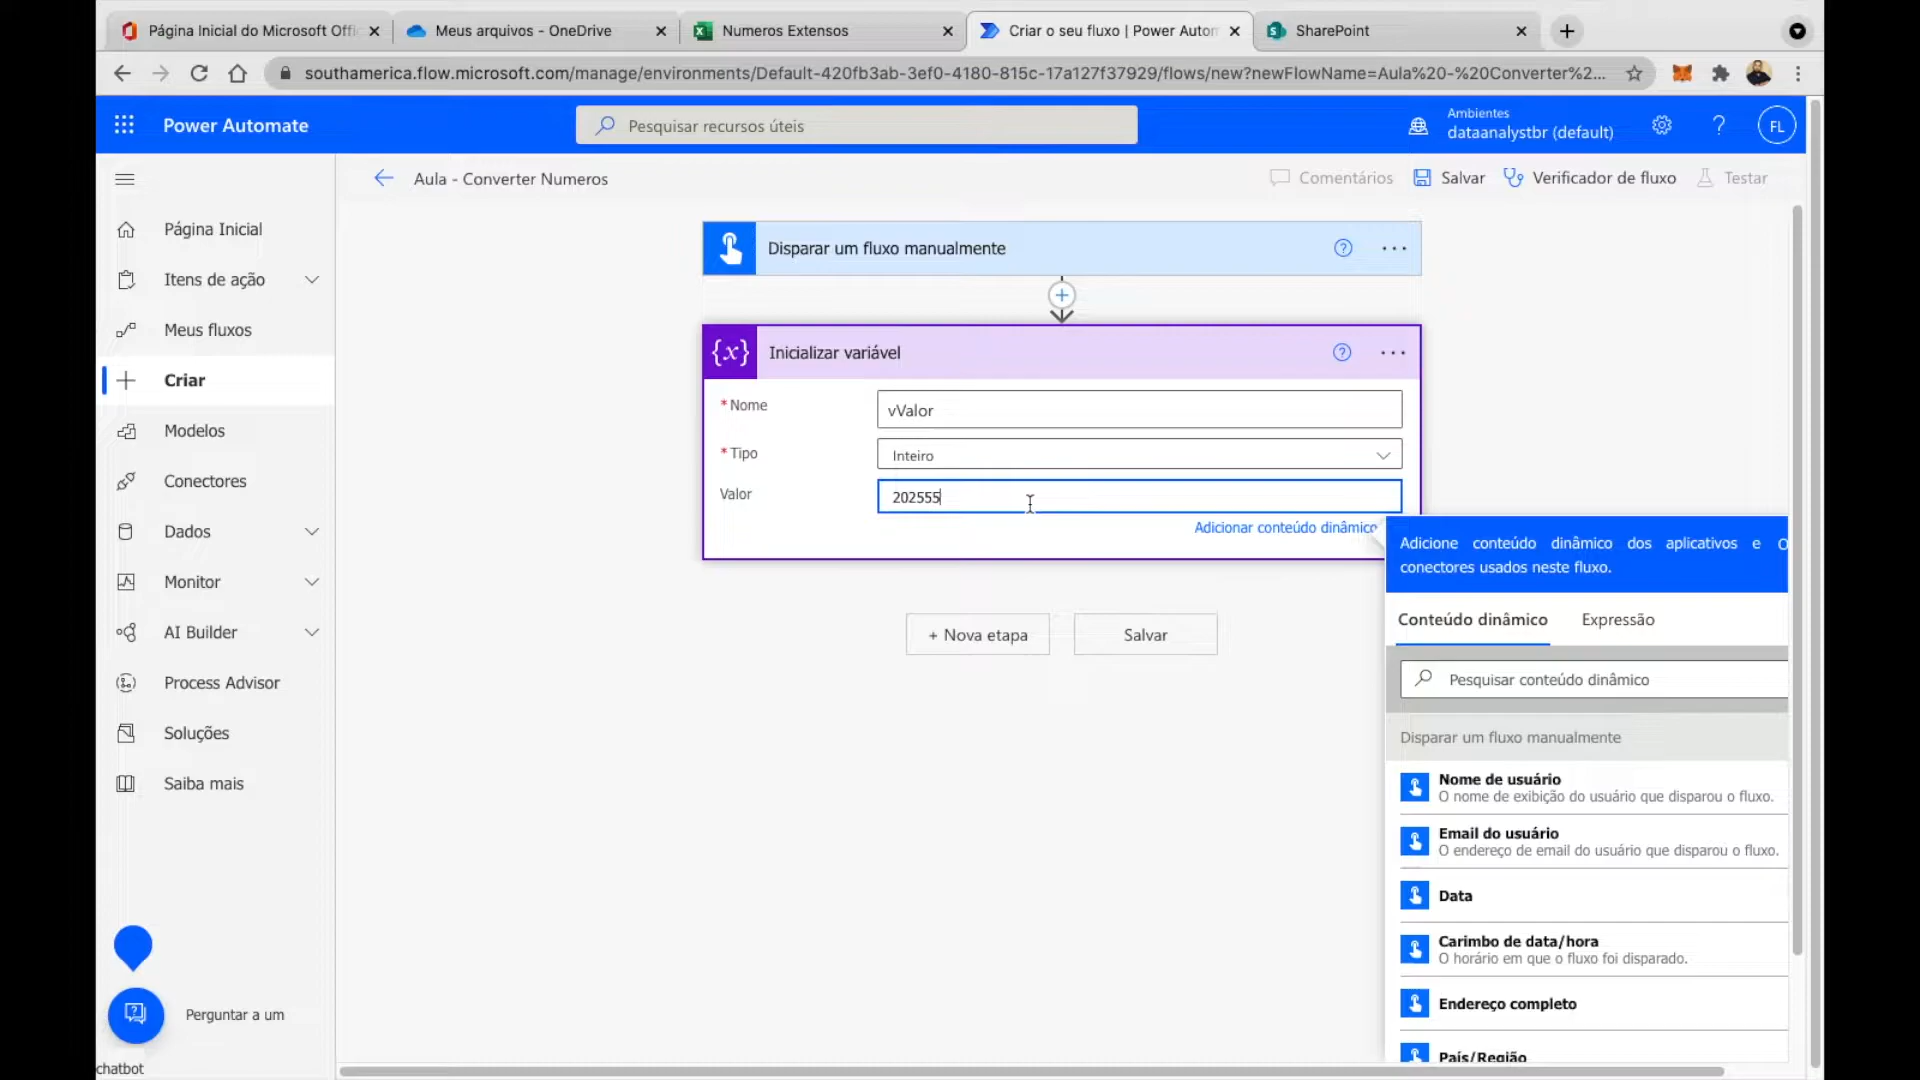 Página Inicial do Microsoft Offi
Meus arquivos - OneDrive
Numeros Extensos
Criar o seu fluxo | Power Autom
SharePoint
southamerica.flow.microsoft.com/manage/environments/Default-420fb3ab-3ef0-4180-815c-17a127f37929/flows/new?newFlowName=Aula%20-%20Converter%2...
Power Automate
Pesquisar recursos úteis
Ambientes
dataanalystbr (default)
FL
Aula - Converter Numeros
Comentários
Salvar
Verificador de fluxo
Testar
Página Inicial
Itens de ação
Meus fluxos
Criar
Modelos
Conectores
Dados
Monitor
AI Builder
Process Advisor
Soluções
Saiba mais
Perguntar a um
chatbot
Disparar um fluxo manualmente
{x} Inicializar variável
* Nome
vValor
* Tipo
Inteiro
Valor
202555
Adicionar conteúdo dinâmico
+ Nova etapa
Salvar
Adicione conteúdo dinâmico dos aplicativos e
conectores usados neste fluxo.
Conteúdo dinâmico
Expressão
Pesquisar conteúdo dinâmico
Disparar um fluxo manualmente
Nome de usuário
O nome de exibição do usuário que disparou o fluxo.
Email do usuário
O endereço de email do usuário que disparou o fluxo.
Data
Carimbo de data/hora
O horário em que o fluxo foi disparado.
Endereço completo
País/Região